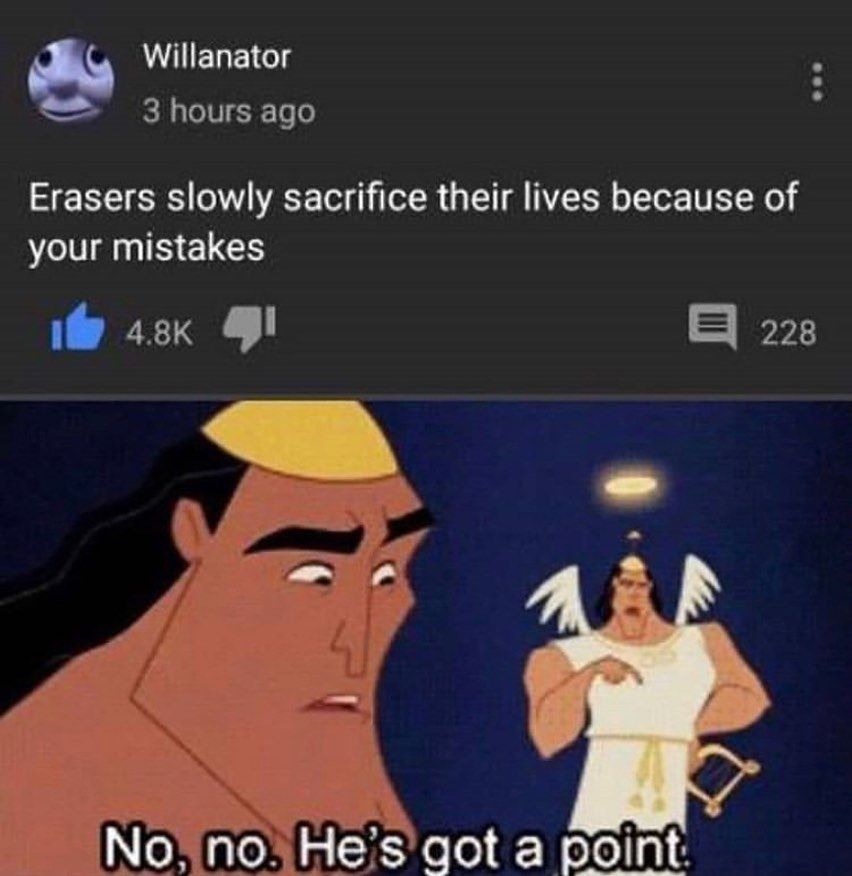 Willanator
3 hours ago
Erasers slowly sacrifice their lives because of
your mistakes
4.8K 228
No, no. He's got a point.